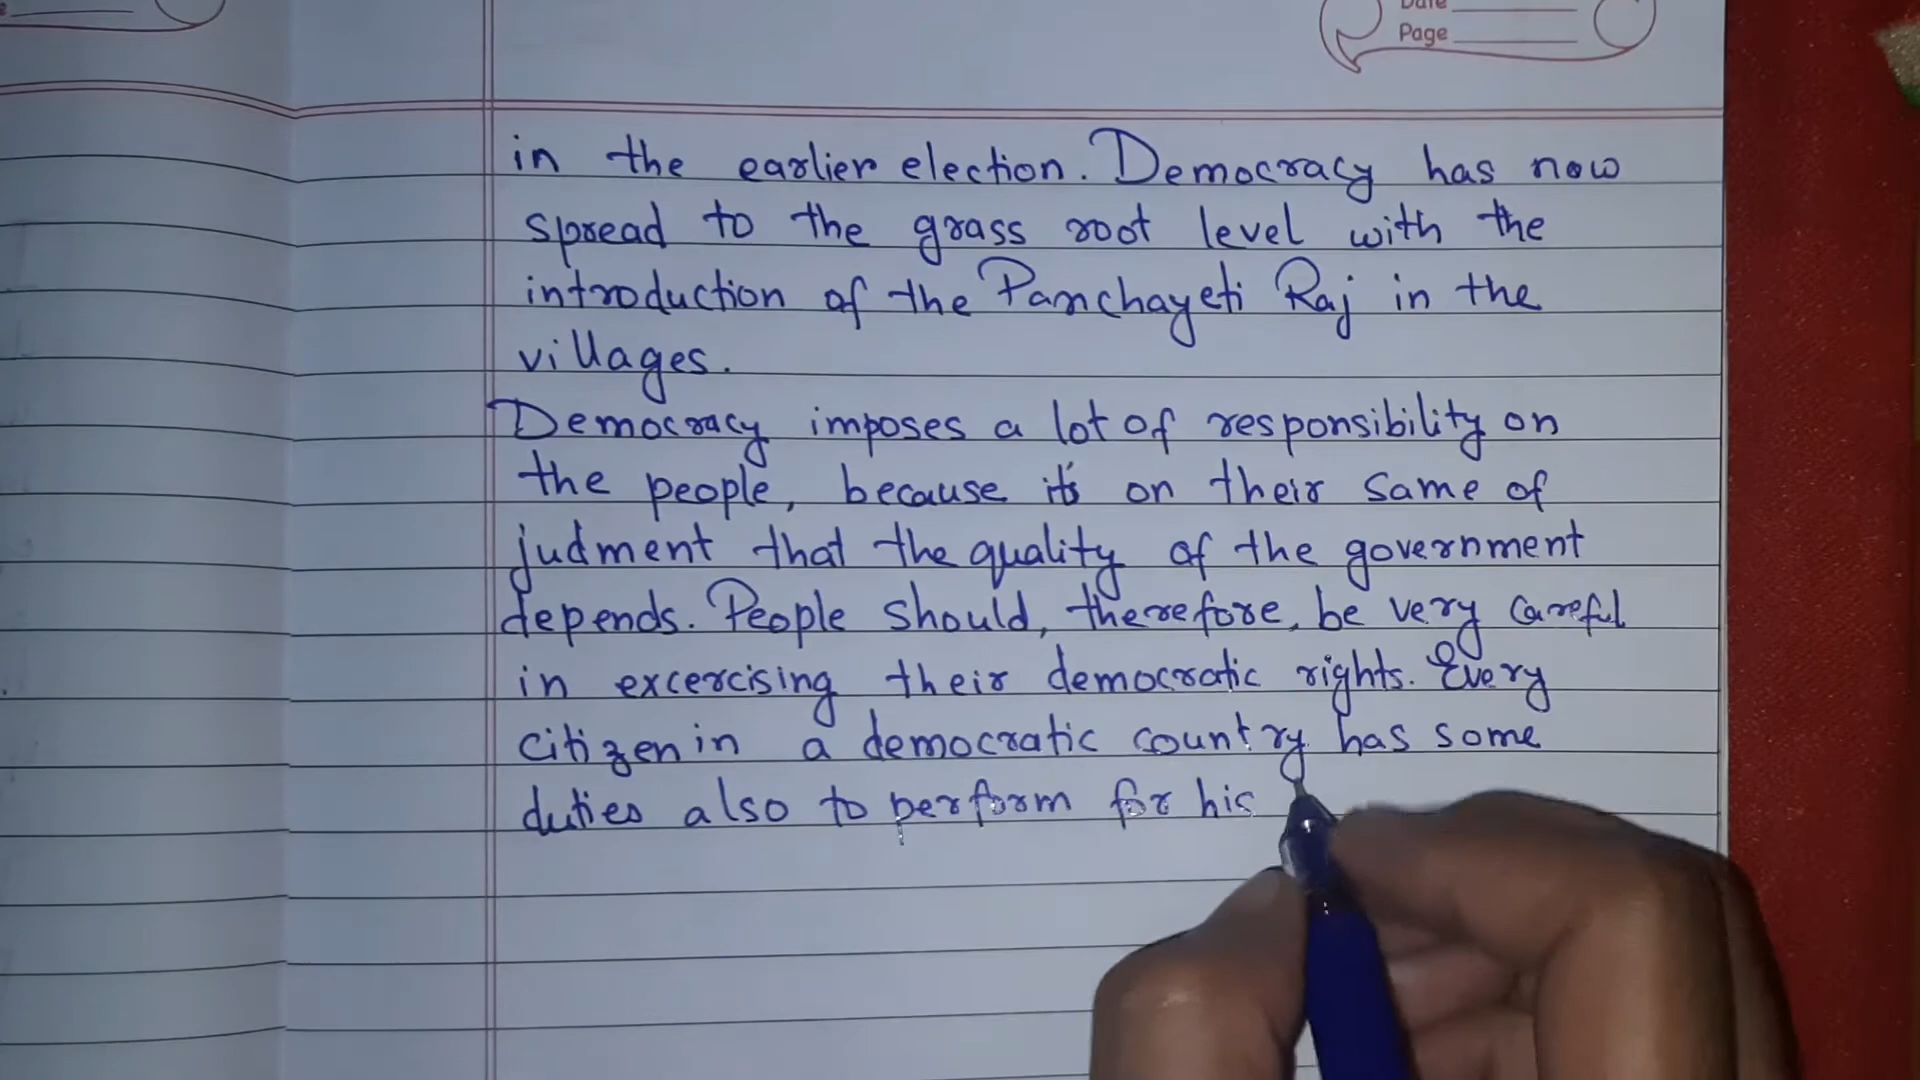 Date
Page
in the earlier election. Democracy has now
spread to the grass root level with the
introduction of the Panchayeti Raj in the
villages.
Democracy imposes a lot of responsibility on
the people, because it's on their same of
judment that the quality of the government
depends. People should, therefore, be very careful
in excercising their democratic rights. Every
citizen in a democratic country has some
duties also to perform for his